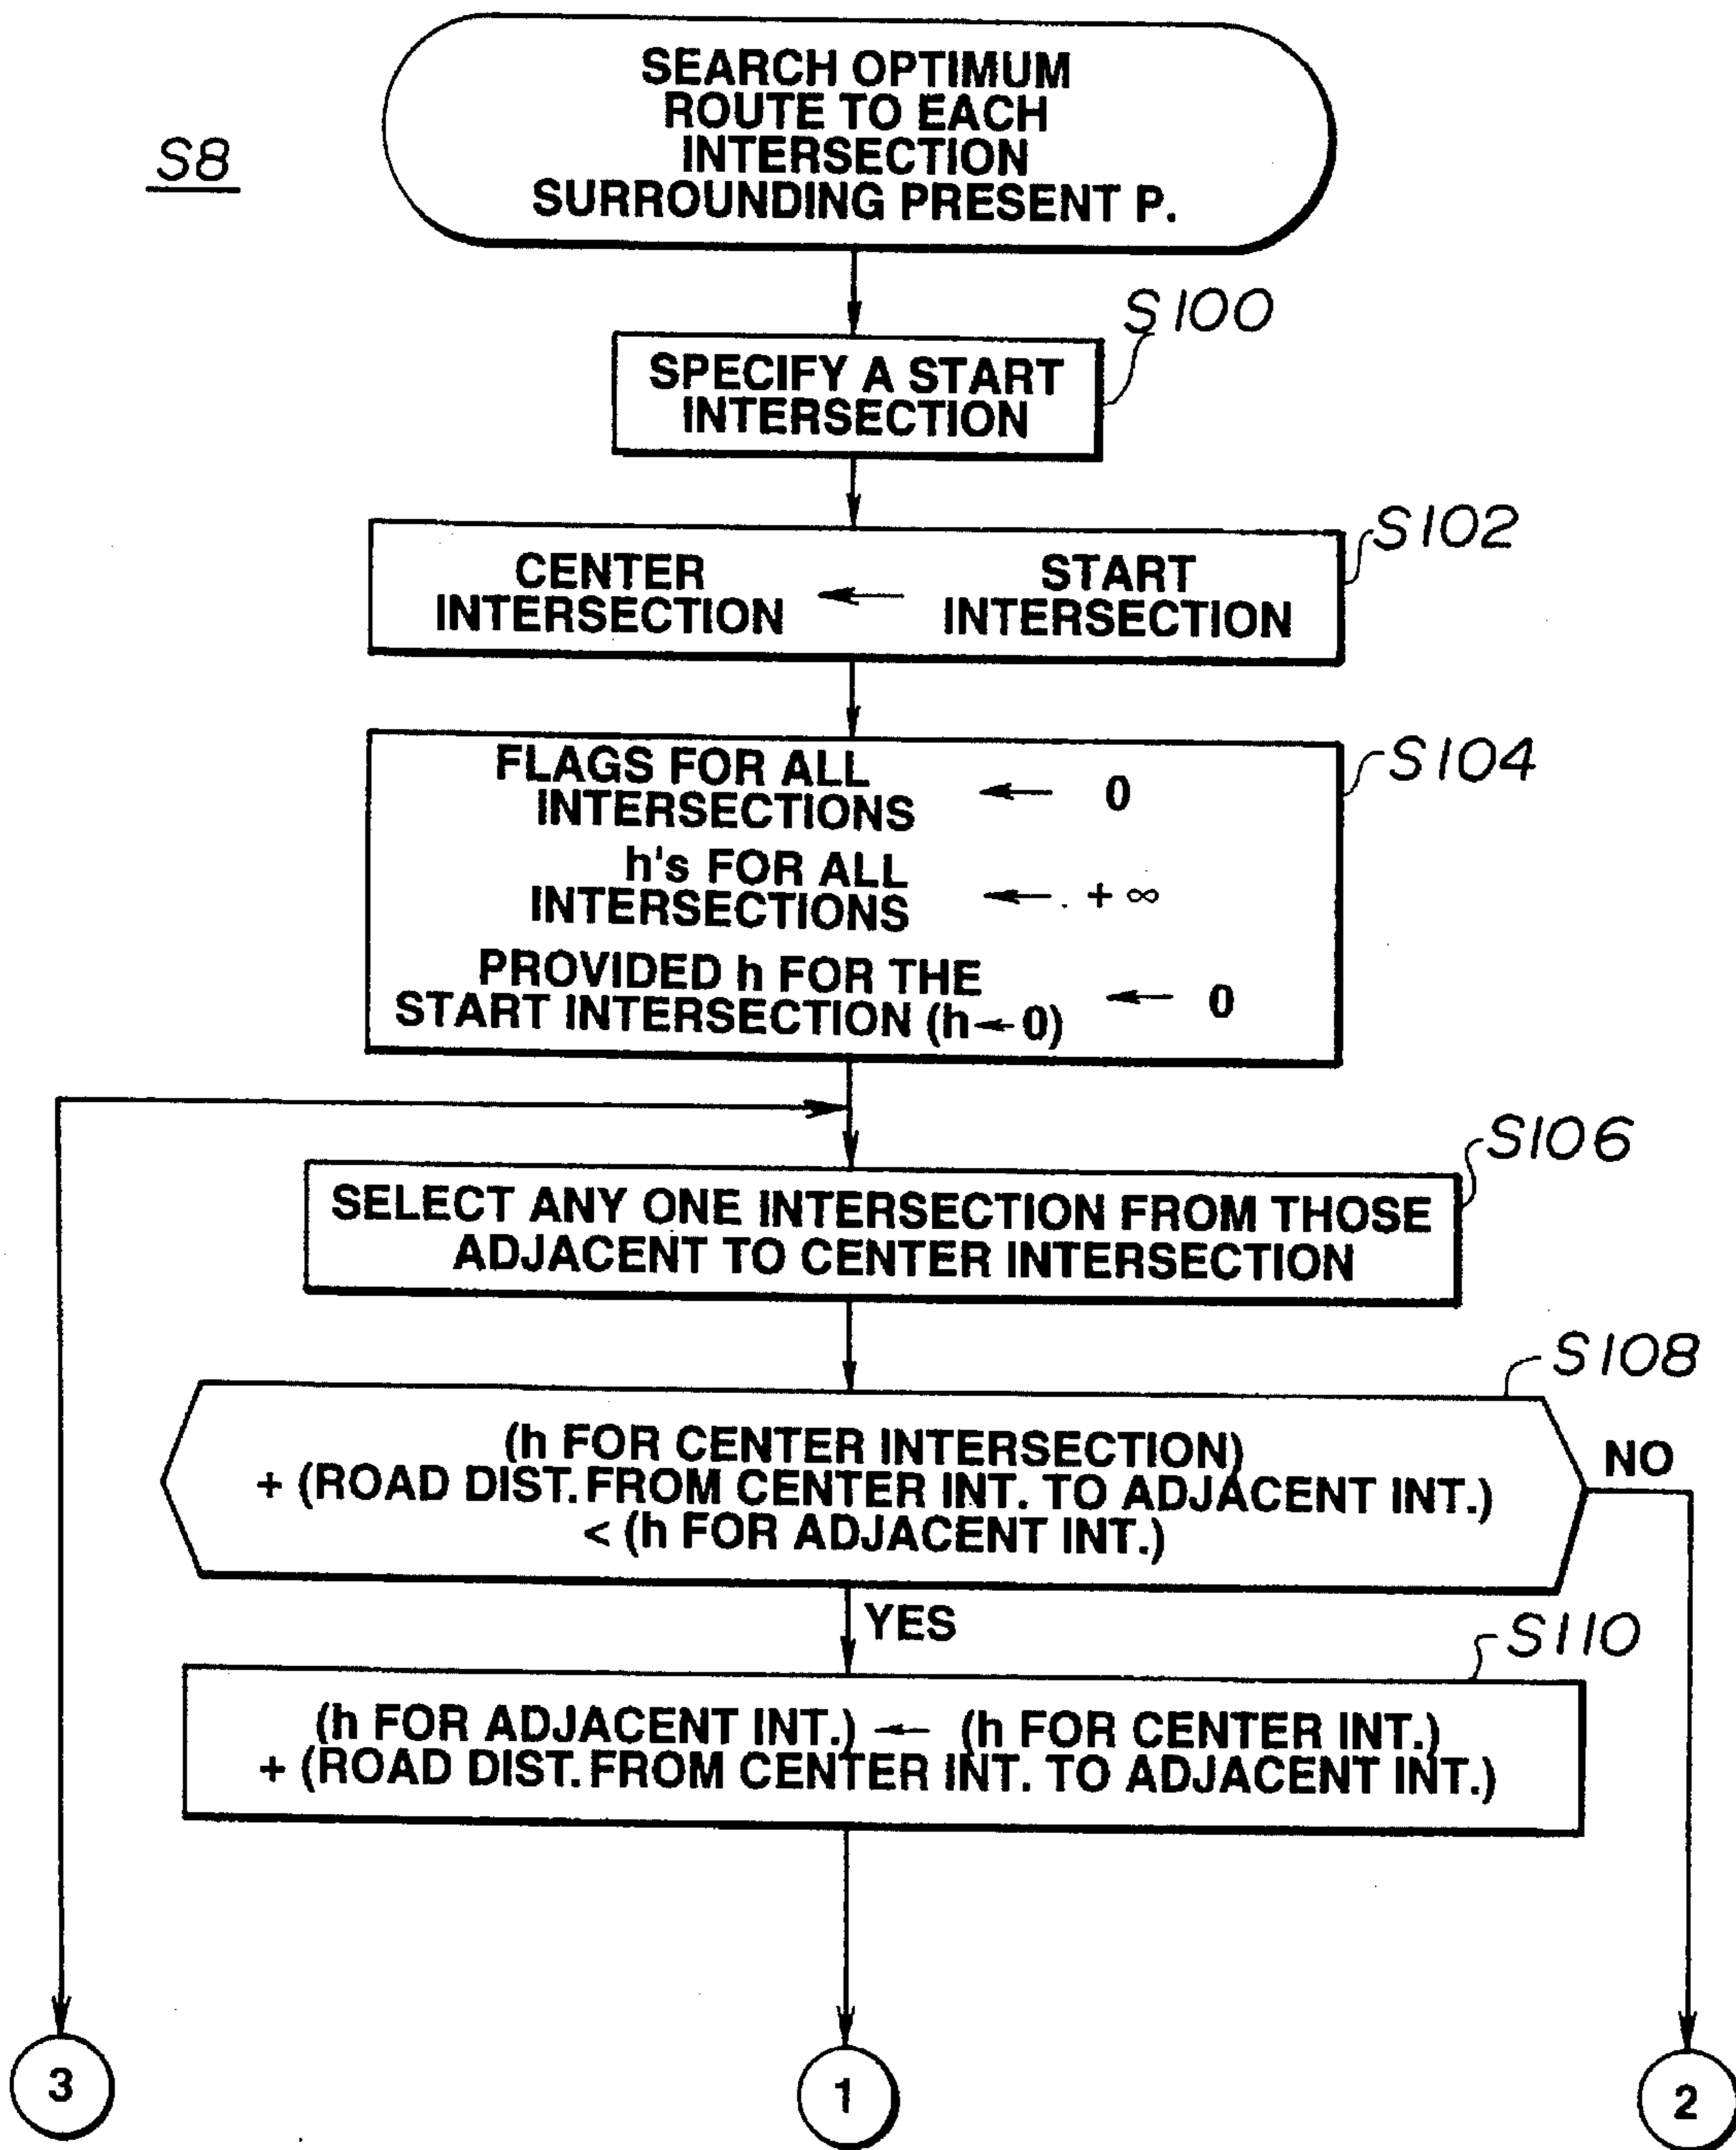 S8
SEARCH OPTIMUM
ROUTE TO EACH
INTERSECTION
SURROUNDING PRESENT P.
S100
SPECIFY A START
INTERSECTION
S102
CENTER
INTERSECTION
←
START
INTERSECTION
S104
FLAGS FOR ALL
INTERSECTIONS
← 0
h's FOR ALL
INTERSECTIONS
← + ∞
PROVIDED h FOR THE
START INTERSECTION (h←0)
← 0
S106
SELECT ANY ONE INTERSECTION FROM THOSE
ADJACENT TO CENTER INTERSECTION
S108
(h FOR CENTER INTERSECTION)
+ (ROAD DIST. FROM CENTER INT. TO ADJACENT INT.)
< (h FOR ADJACENT INT.)
NO
YES
S110
(h FOR ADJACENT INT.) ← (h FOR CENTER INT.)
+ (ROAD DIST. FROM CENTER INT. TO ADJACENT INT.)
3
1
2